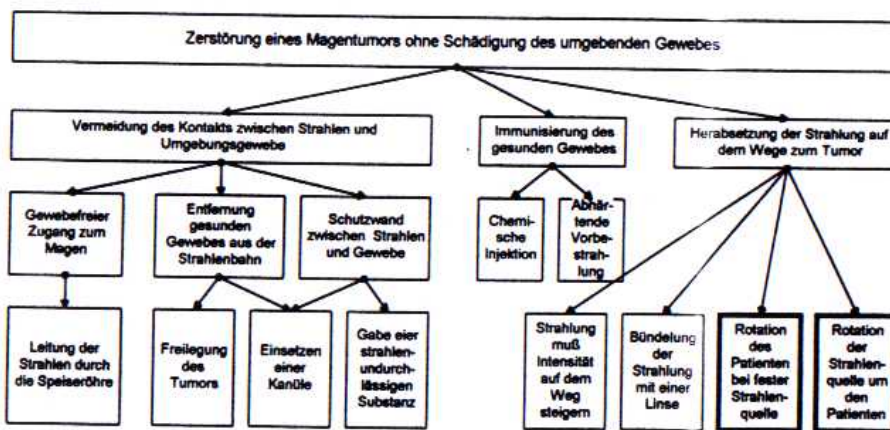 Zerstörung eines Magentumors ohne Schädigung des umgebenden Gewebes
Vermeidung des Kontakts zwischen Strahlen und
Umgebungsgewebe
Immunisierung des
gesunden Gewebes
Herabsetzung der Strahlung auf
dem Wege zum Tumor
Gewebefreier
Zugang zum
Magen
Entfernung
gesunden
Gewebes aus der
Strahlenbahn
Schutzwand
zwischen Strahlen
und Gewebe
Chemi-
sche
Injektion
Abhär-
tende
Vorbe-
strah-
lung
Leitung der
Strahlen durch
die Speiseröhre
Freilegung
des
Tumors
Einsetzen
einer
Kanüle
Gabe eier
strahlen-
undurch-
lässigen
Substanz
Strahlung
muß
Intensität
auf dem
Weg
steigern
Bündelung
der
Strahlung
mit einer
Linse
Rotation
des
Patienten
bei fester
Strahlen-
quelle
Rotation
der
Strahlen-
quelle um
den
Patienten